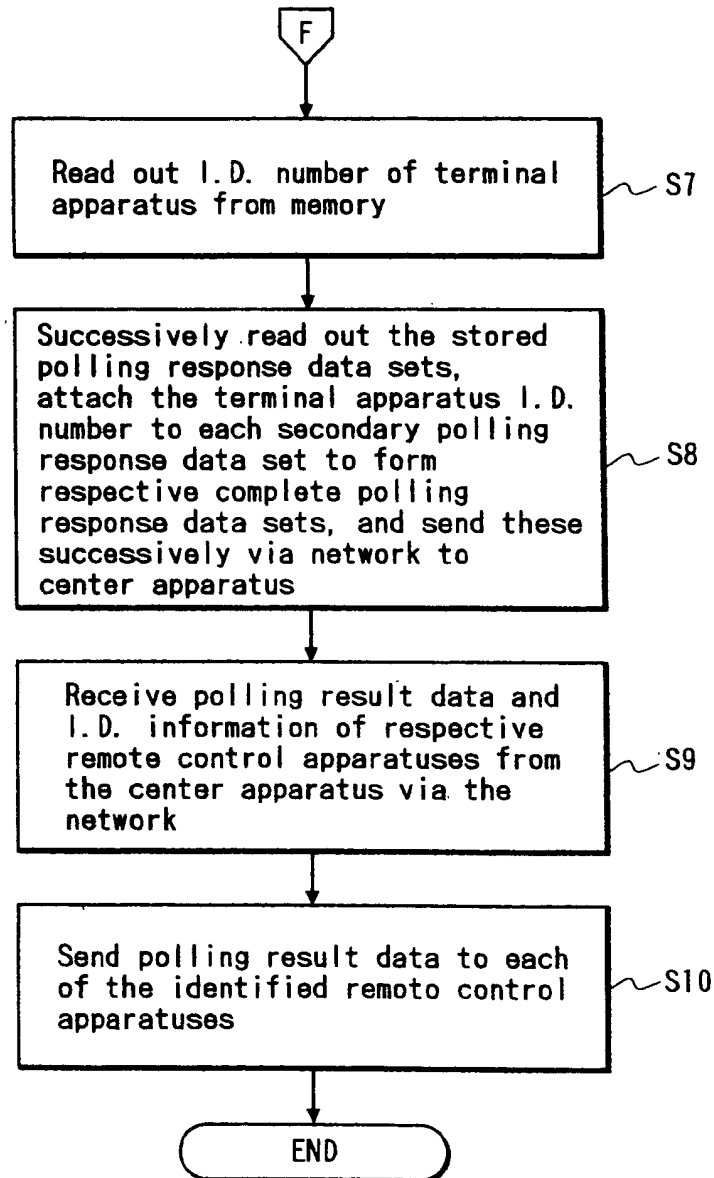 F
Read out I.D. number of terminal
apparatus from memory
S7
Successively read out the stored
polling response data sets,
attach the terminal apparatus I.D.
number to each secondary polling
response data set to form
respective complete polling
response data sets, and send these
successively via network to
center apparatus
S8
Receive polling result data and
I.D. information of respective
remote control apparatuses from
the center apparatus via the
network
S9
Send polling result data to each
of the identified remoto control
apparatuses
S10
END